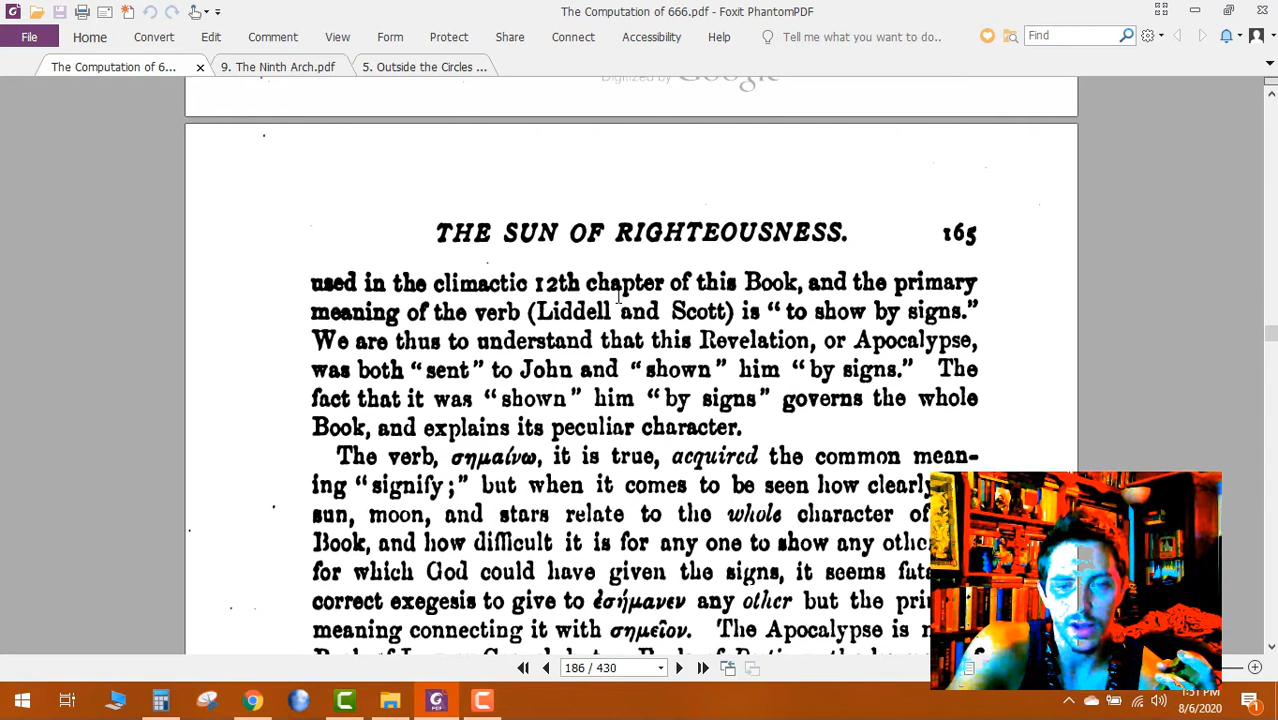 The Computation of 666.pdf - Foxit PhantomPDF
File Home Convert Edit Comment View Form Protect Share Connect Accessibility Help Tell me what you want to do.. Find
The Computation of 6... 9. The Ninth Arch.pdf 5. Outside the Circles ...
Digitized by Google
THE SUN OF RIGHTEOUSNESS. 165
used in the climactic 12th chapter of this Book, and the primary
meaning of the verb (Liddell and Scott) is “to show by signs.”
We are thus to understand that this Revelation, or Apocalypse,
was both “sent” to John and “shown” him “by signs.” The
fact that it was “shown” him “by signs” governs the whole
Book, and explains its peculiar character.
The verb, σημαίνω, it is true, acquired the common mean-
ing “signify;” but when it comes to be seen how clearly
sun, moon, and stars relate to the whole character of
Book, and how difficult it is for any one to show any
for which God could have given the signs, it seems
correct exegesis to give to ἐσήμανεν any other but the
meaning connecting it with σημεῖον. The Apocalypse is
186 / 430
1:51 PM
8/6/2020